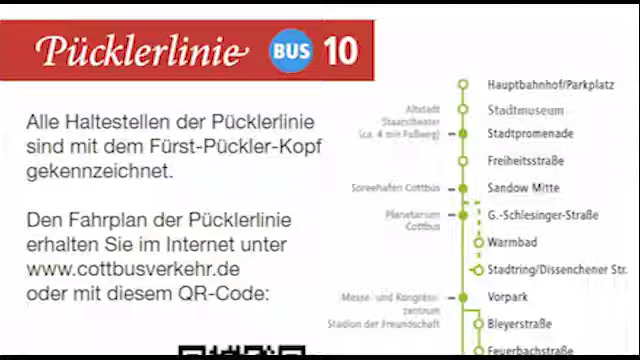 Pücklerlinie BUS 10
Alle Haltestellen der Pücklerlinie
sind mit dem Fürst-Pückler-Kopf
gekennzeichnet.
Den Fahrplan der Pücklerlinie
erhalten Sie im Internet unter
www.cottbusverkehr.de
oder mit diesem QR-Code:
Hauptbahnhof/Parkplatz
Altstadt
Staatstheater
(ca. 4 min Fußweg)
Stadtmuseum
Stadtpromenade
Freiheitsstraße
Spreehafen Cottbus
Sandow Mitte
Planetarium
Cottbus
G.-Schlesinger-Straße
Warmbad
Stadtring/Dissenchener Str.
Messe- und Kongress-
zentrum
Stadion der Freundschaft
Vorpark
Bleyerstraße
Feuerbachstraße